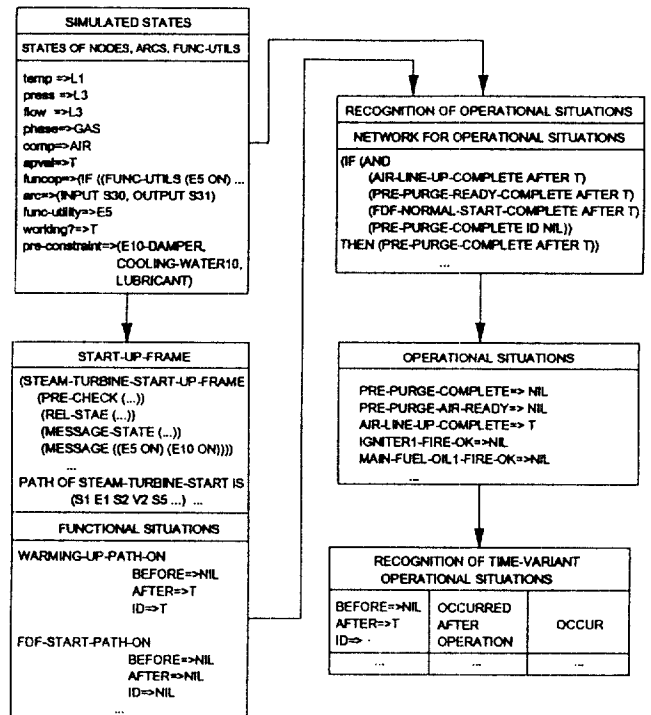 SIMULATED STATES
STATES OF NODES, ARCS, FUNC-UTILS
temp =>L1
press =>L3
flow =>L3
phase=>GAS
comp=>AIR
apval=>T
funcop=>(IF ((FUNC-UTILS (E5 ON) ...
arc=>(INPUT S30, OUTPUT S31)
func-utility=>E5
working?=>T
pre-constraint=>(E10-DAMPER,
COOLING-WATER10,
LUBRICANT)
START-UP-FRAME
(STEAM-TURBINE-START-UP-FRAME
(PRE-CHECK (...))
(REL-STAE (...))
(MESSAGE-STATE (...))
(MESSAGE ((E5 ON) (E10 ON))))
...
PATH OF STEAM-TURBINE-START IS
(S1 E1 S2 V2 S5 ...) ...
FUNCTIONAL SITUATIONS
WARMING-UP-PATH-ON
BEFORE=>NIL
AFTER=>T
ID=>T
FDF-START-PATH-ON
BEFORE=>NIL
AFTER=>NIL
ID=>NIL
...
RECOGNITION OF OPERATIONAL SITUATIONS
NETWORK FOR OPERATIONAL SITUATIONS
(IF (AND
(AIR-LINE-UP-COMPLETE AFTER T)
(PRE-PURGE-READY-COMPLETE AFTER T)
(FDF-NORMAL-START-COMPLETE AFTER T)
(PRE-PURGE-COMPLETE ID NIL))
THEN (PRE-PURGE-COMPLETE AFTER T))
...
OPERATIONAL SITUATIONS
PRE-PURGE-COMPLETE=> NIL
PRE-PURGE-AIR-READY=> NIL
AIR-LINE-UP-COMPLETE=> T
IGNITER1-FIRE-OK=>NIL
MAIN-FUEL-OIL1-FIRE-OK=>NIL
...
RECOGNITION OF TIME-VARIANT
OPERATIONAL SITUATIONS
BEFORE=>NIL
AFTER=>T
ID=> -
OCCURRED
AFTER
OPERATION
OCCUR
... ... ...